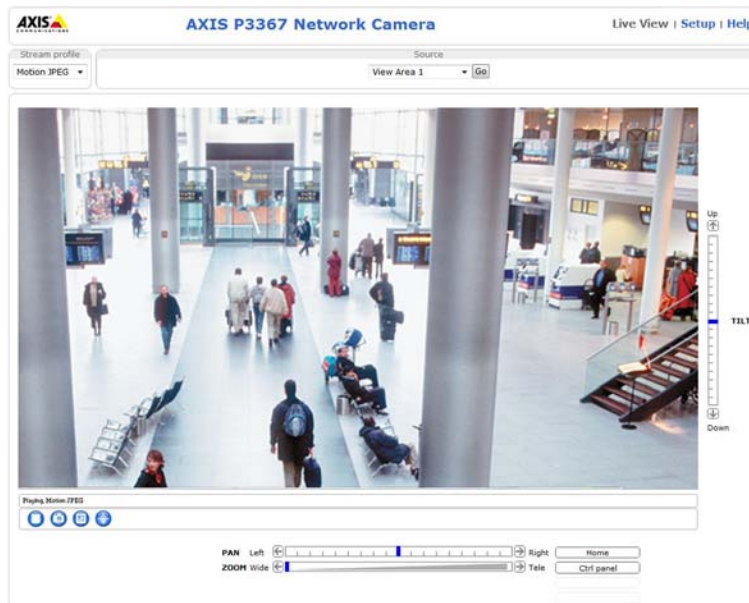 AXIS
COMMUNICATIONS
AXIS P3367 Network Camera
Live View | Setup | Help
Stream profile
Source
Motion JPEG
View Area 1
Go
Up
TILT
Down
Playing, Motion JPEG
PAN Left Right Home
ZOOM Wide Tele Ctrl panel